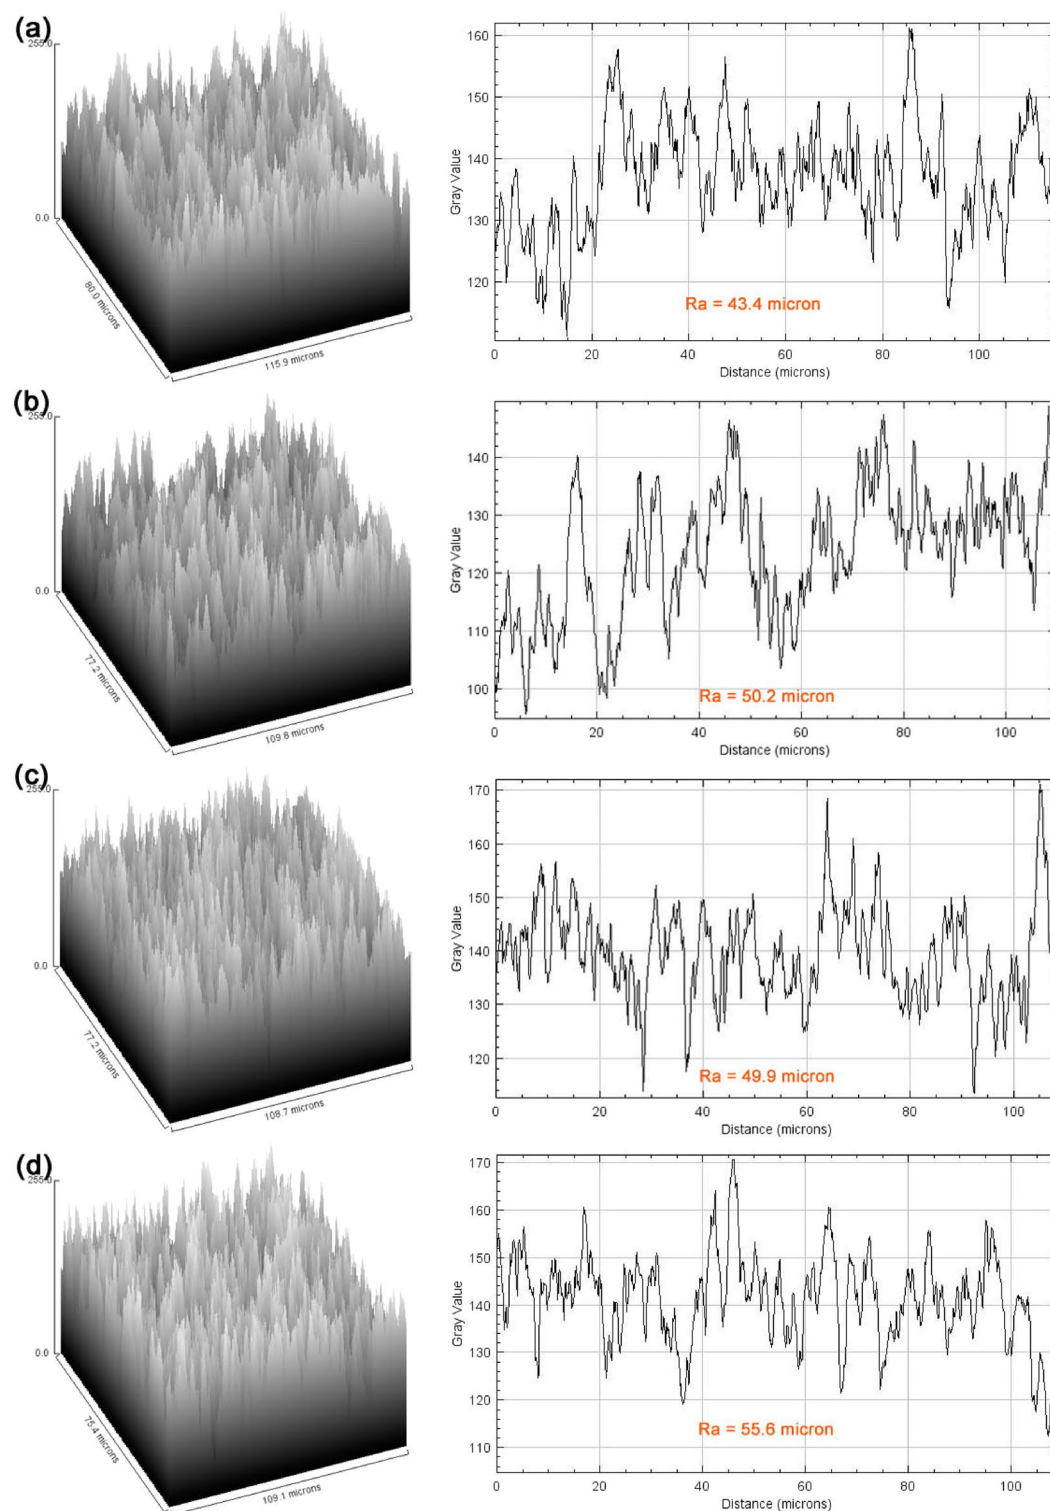 (a)
255.0
0.0
80.0 microns
115.9 microns
160
150
140
130
120
Gray Value
Ra = 43.4 micron
0
20
40
60
80
100
Distance (microns)
(b)
255.0
0.0
77.2 microns
109.8 microns
140
130
120
110
100
Gray Value
Ra = 50.2 micron
0
20
40
60
80
100
Distance (microns)
(c)
255.0
0.0
77.2 microns
108.7 microns
170
160
150
140
130
120
Gray Value
Ra = 49.9 micron
0
20
40
60
80
100
Distance (microns)
(d)
255.0
0.0
75.4 microns
109.1 microns
170
160
150
140
130
120
110
Gray Value
Ra = 55.6 micron
0
20
40
60
80
100
Distance (microns)